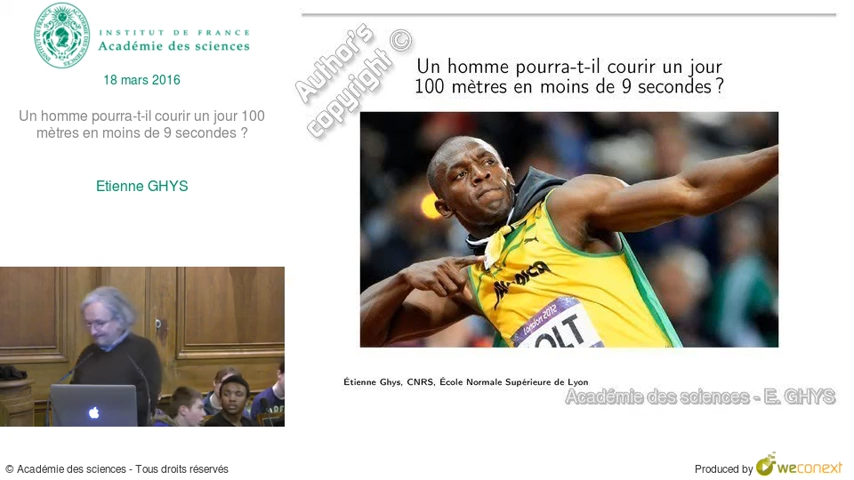 INSTITUT DE FRANCE
Académie des sciences
18 mars 2016
Un homme pourra-t-il courir un jour 100
mètres en moins de 9 secondes ?
Etienne GHYS
Author's
copyright ©
Un homme pourra-t-il courir un jour
100 mètres en moins de 9 secondes ?
London 2012
Étienne Ghys, CNRS, École Normale Supérieure de Lyon
Académie des sciences - E. GHYS
© Académie des sciences - Tous droits réservés
Produced by weconext